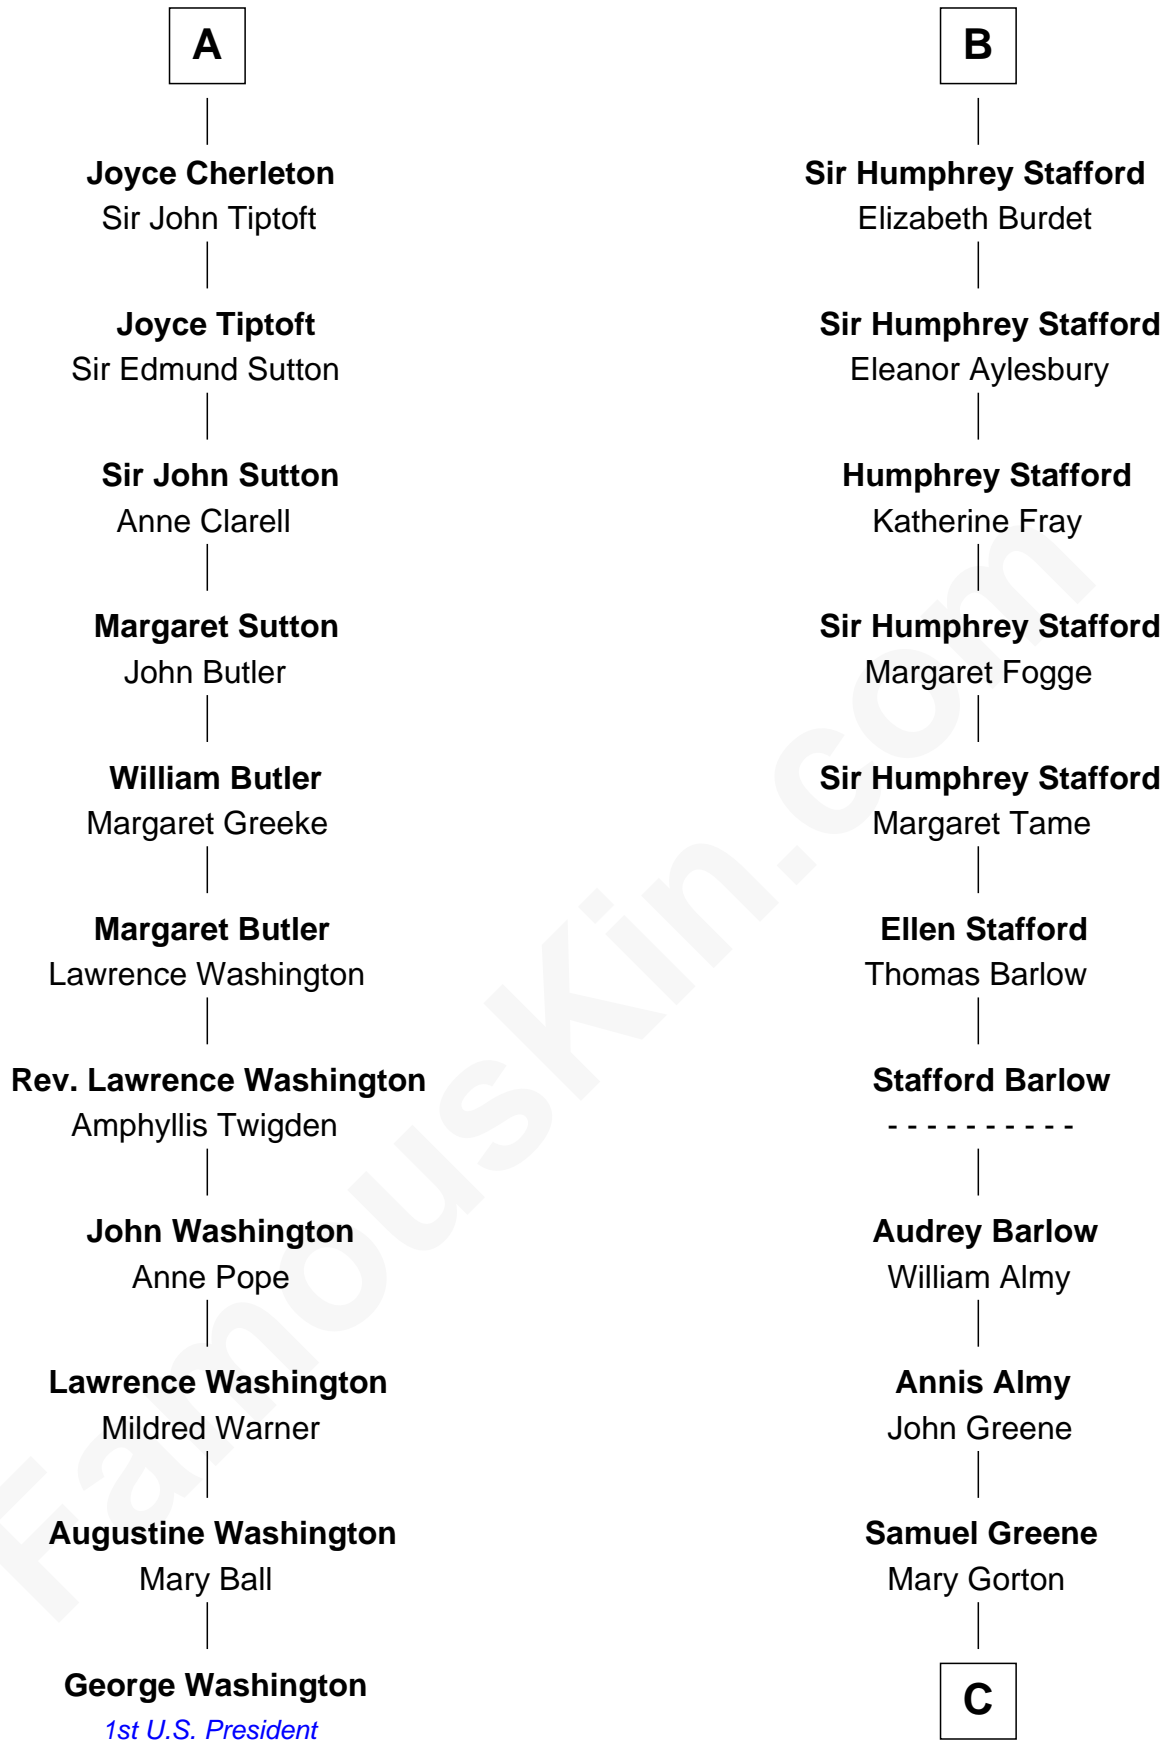 A
Joyce Cherleton
Sir John Tiptoft
Joyce Tiptoft
Sir Edmund Sutton
Sir John Sutton
Anne Clarell
Margaret Sutton
John Butler
William Butler
Margaret Greeke
Margaret Butler
Lawrence Washington
Rev. Lawrence Washington
Amphyllis Twigden
John Washington
Anne Pope
Lawrence Washington
Mildred Warner
Augustine Washington
Mary Ball
George Washington
1st U.S. President
B
Sir Humphrey Stafford
Elizabeth Burdet
Sir Humphrey Stafford
Eleanor Aylesbury
Humphrey Stafford
Katherine Fray
Sir Humphrey Stafford
Margaret Fogge
Sir Humphrey Stafford
Margaret Tame
Ellen Stafford
Thomas Barlow
Stafford Barlow
- - - - - - - - - -
Audrey Barlow
William Almy
Annis Almy
John Greene
Samuel Greene
Mary Gorton
C
FamousKin.com